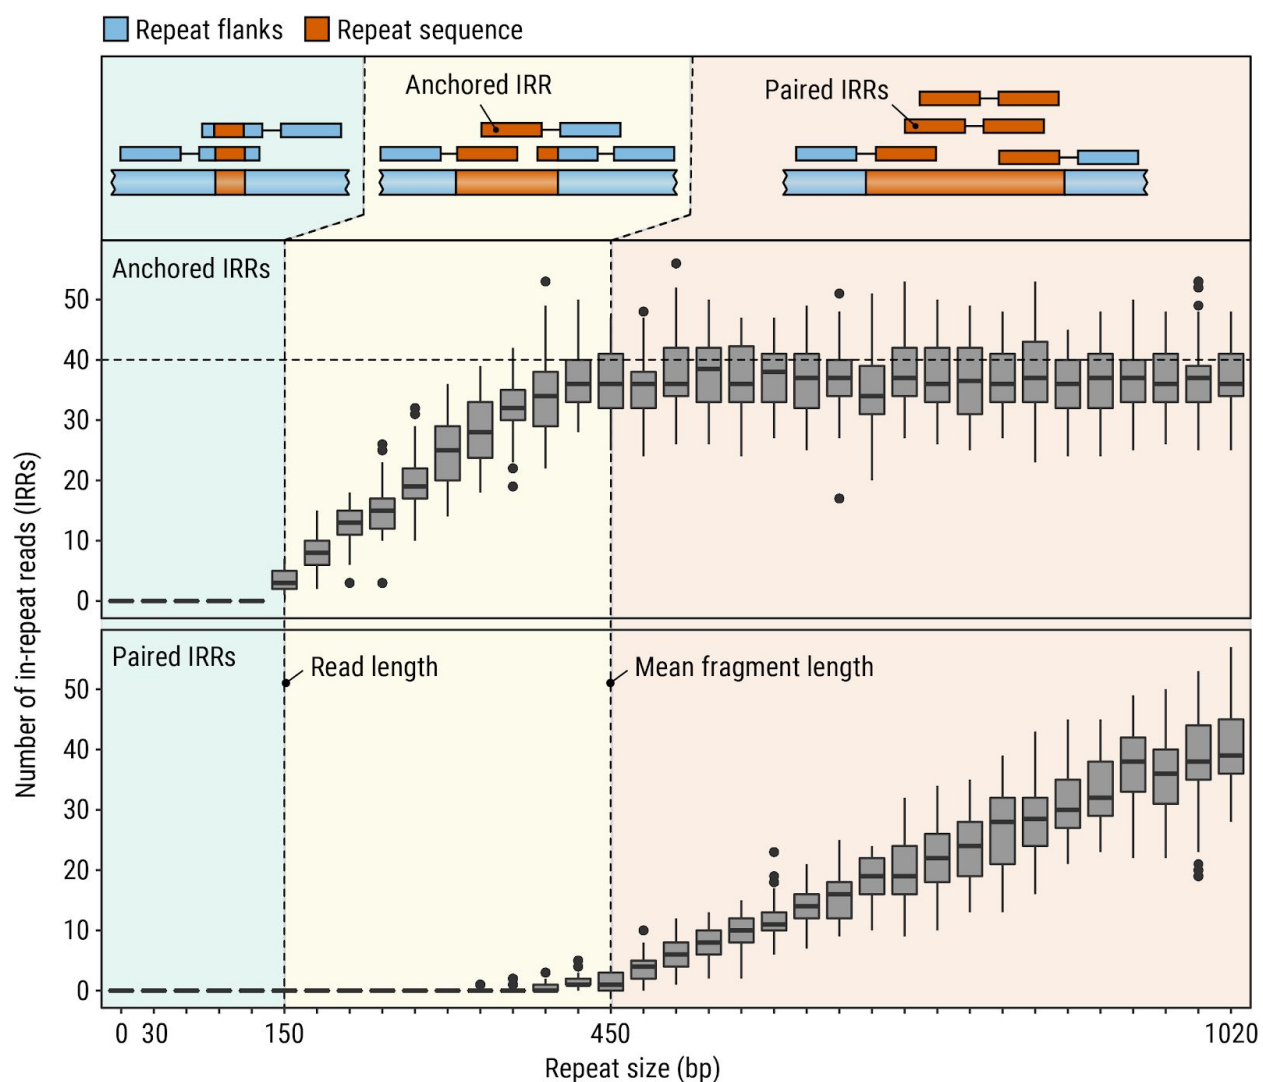 Repeat flanks Repeat sequence
Anchored IRR
Paired IRRs
Anchored IRRs
50
40
30
20
10
0
Paired IRRs
Read length
Mean fragment length
50
40
30
20
10
0
Number of in-repeat reads (IRRs)
0 30 150 450 1020
Repeat size (bp)